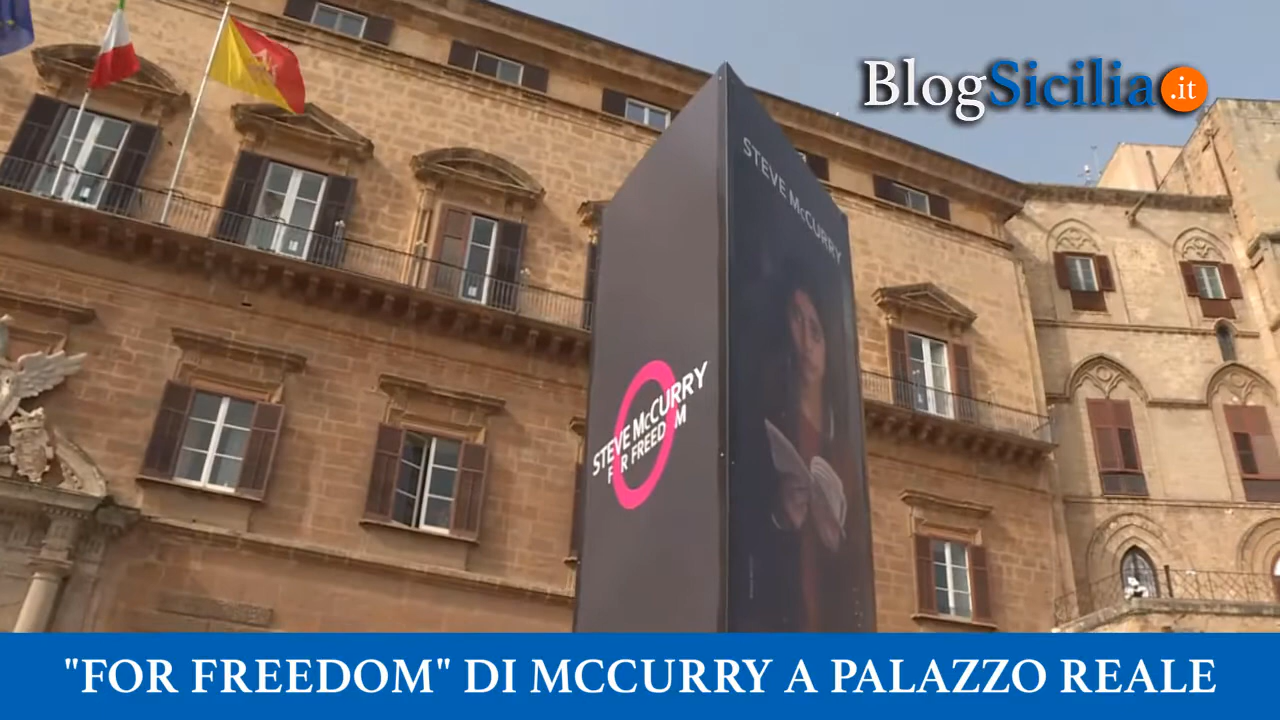 BlogSicilia.it
STEVE McCURRY
STEVE McCURRY
FOR FREEDOM
"FOR FREEDOM" DI MCCURRY A PALAZZO REALE